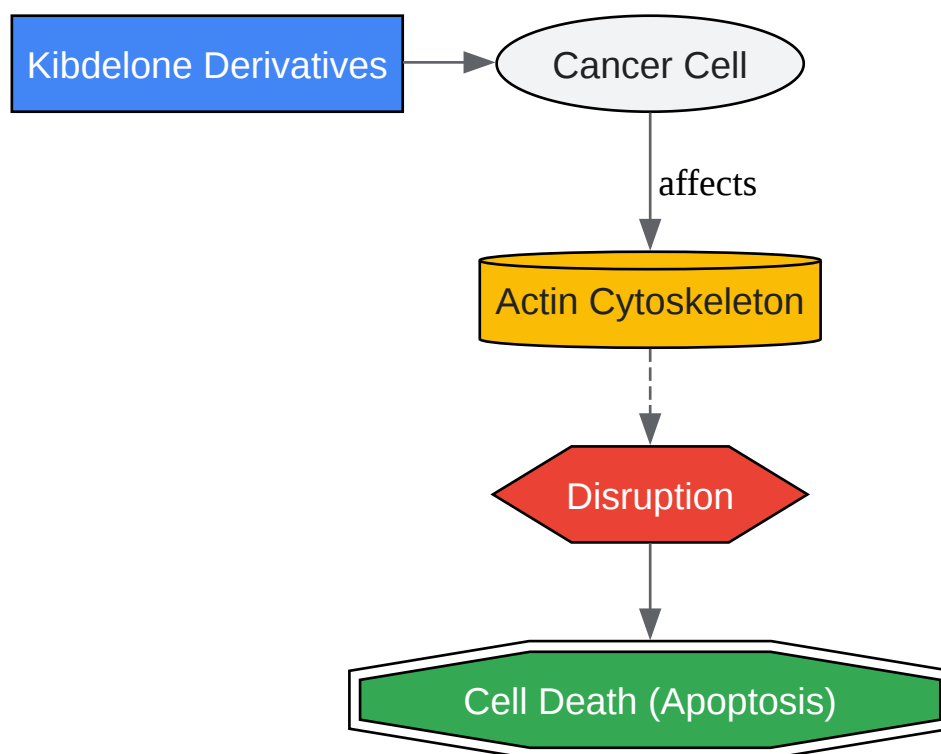 Kibdelone Derivatives
Cancer Cell
affects
Actin Cytoskeleton
Disruption
Cell Death (Apoptosis)